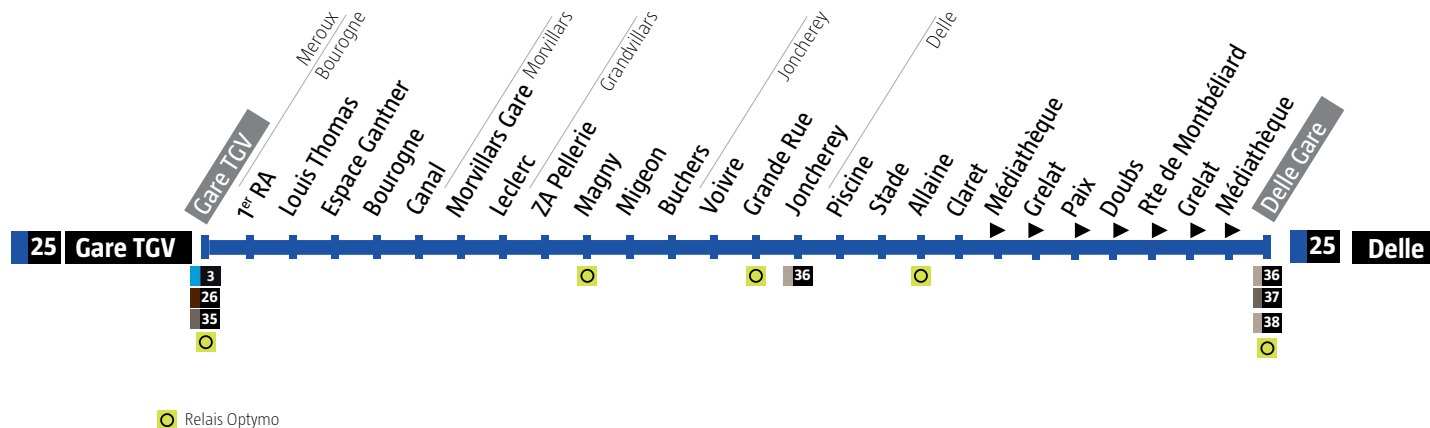 Meroux
Bourogne
Morvillars
Grandvillars
Joncherey
Delle
Gare TGV
1er RA
Louis Thomas
Espace Gantner
Bourogne
Canal
Morvillars Gare
Leclerc
ZA Pellerie
Magny
Migeon
Buchers
Voivre
Grande Rue
Joncherey
Piscine
Stade
Allaine
Claret
Médiathèque
Grelat
Paix
Doubs
Rte de Montbéliard
Grelat
Médiathèque
Delle Gare
25 Gare TGV
25 Delle
3
26
35
36
36
37
38
Relais Optymo